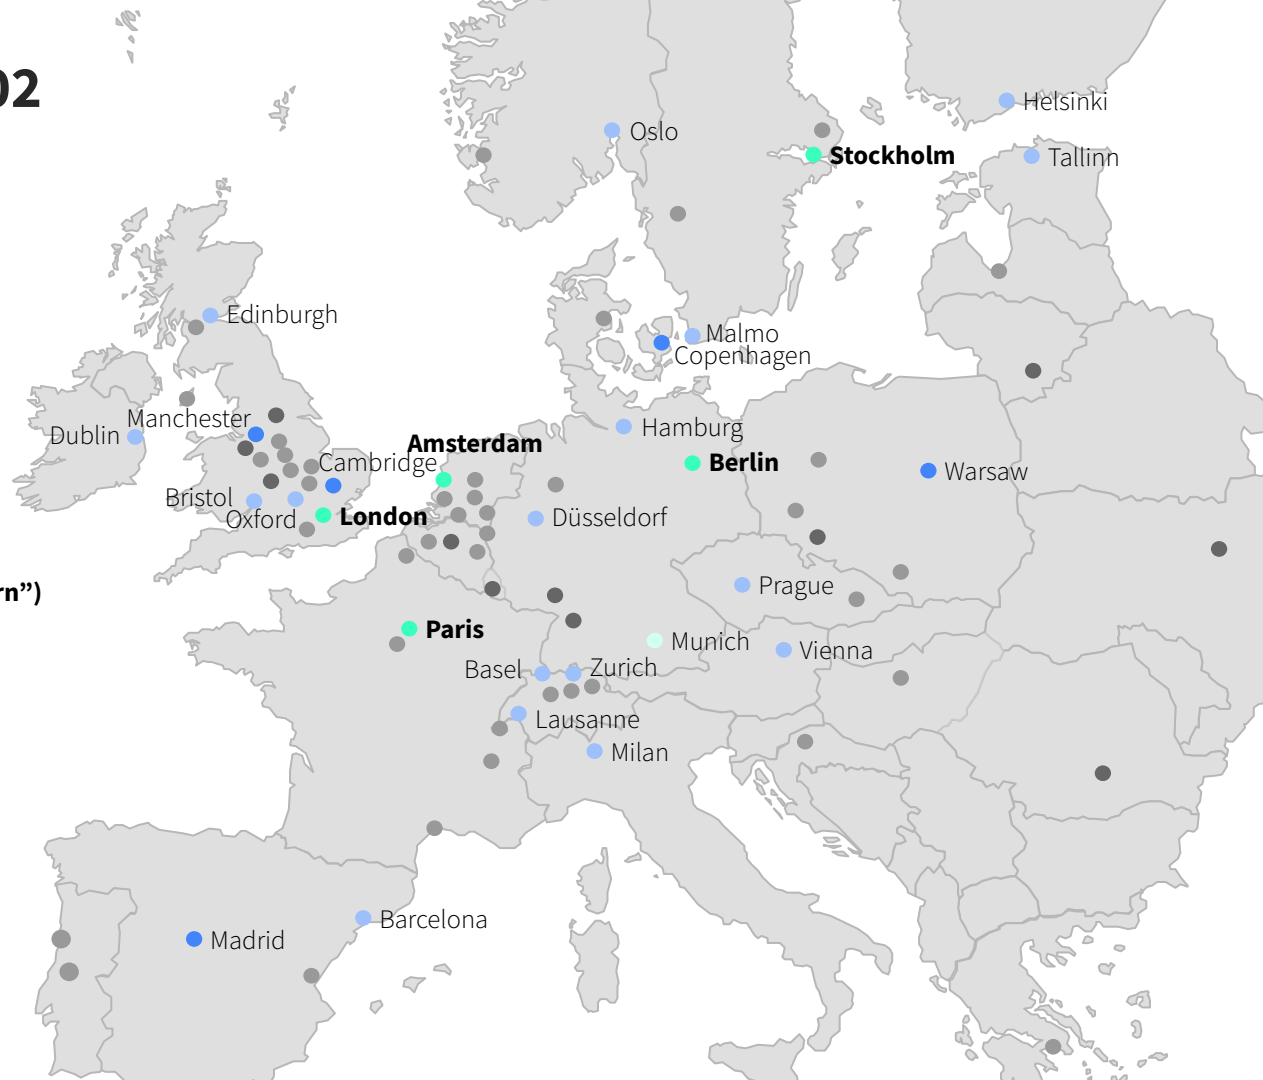 02
Helsinki
Oslo
Stockholm
Tallinn
Edinburgh
Malmo
Copenhagen
Manchester
Dublin
Hamburg
Amsterdam
Cambridge
Berlin
Warsaw
Bristol
Oxford
London
Düsseldorf
rn”)
Prague
Paris
Munich
Vienna
Basel
Zurich
Lausanne
Milan
Barcelona
Madrid